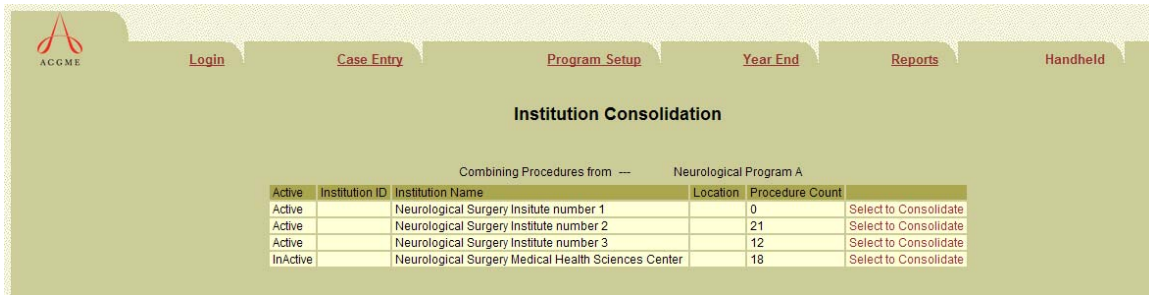 ACGME
Login Case Entry Program Setup Year End Reports Handheld
Institution Consolidation
Combining Procedures from --- Neurological Program A
Active Institution ID Institution Name Location Procedure Count
Active Neurological Surgery Insitute number 1 0 Select to Consolidate
Active Neurological Surgery Institute number 2 21 Select to Consolidate
Active Neurological Surgery Institute number 3 12 Select to Consolidate
InActive Neurological Surgery Medical Health Sciences Center 18 Select to Consolidate